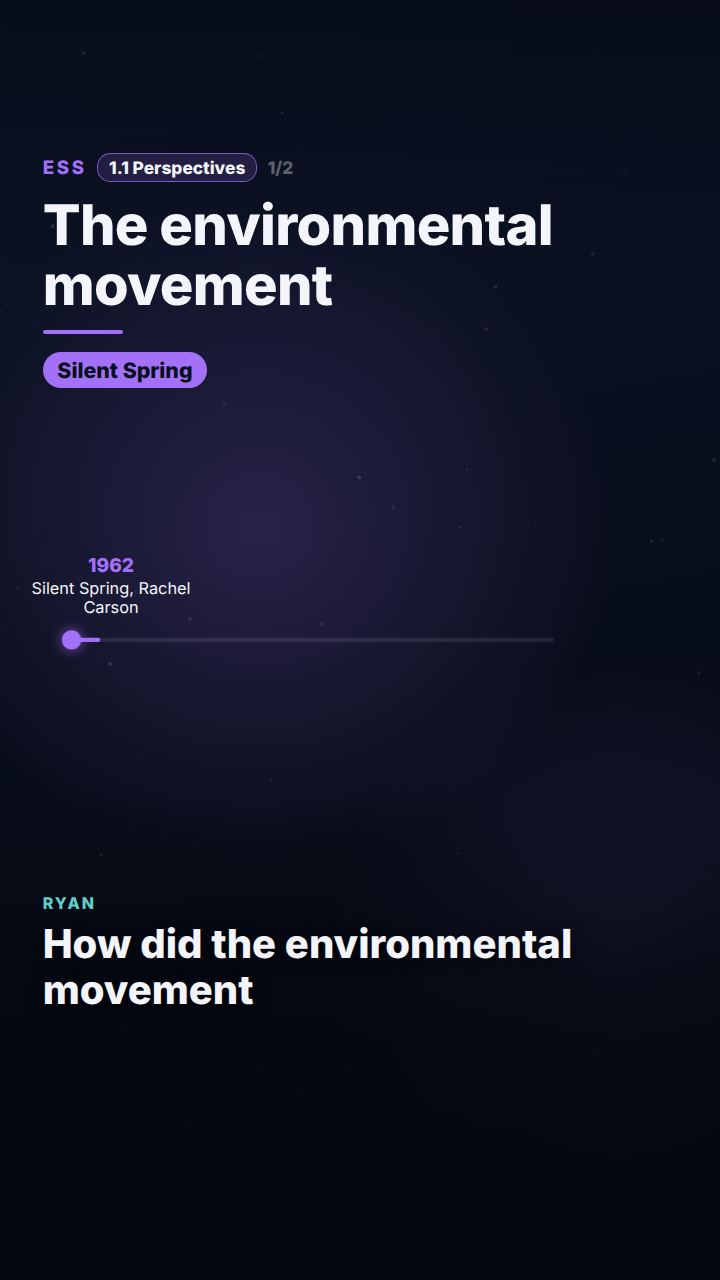 ESS 1.1 Perspectives 1/2
The environmental
movement
Silent Spring
1962
Silent Spring, Rachel
Carson
RYAN
How did the environmental
movement